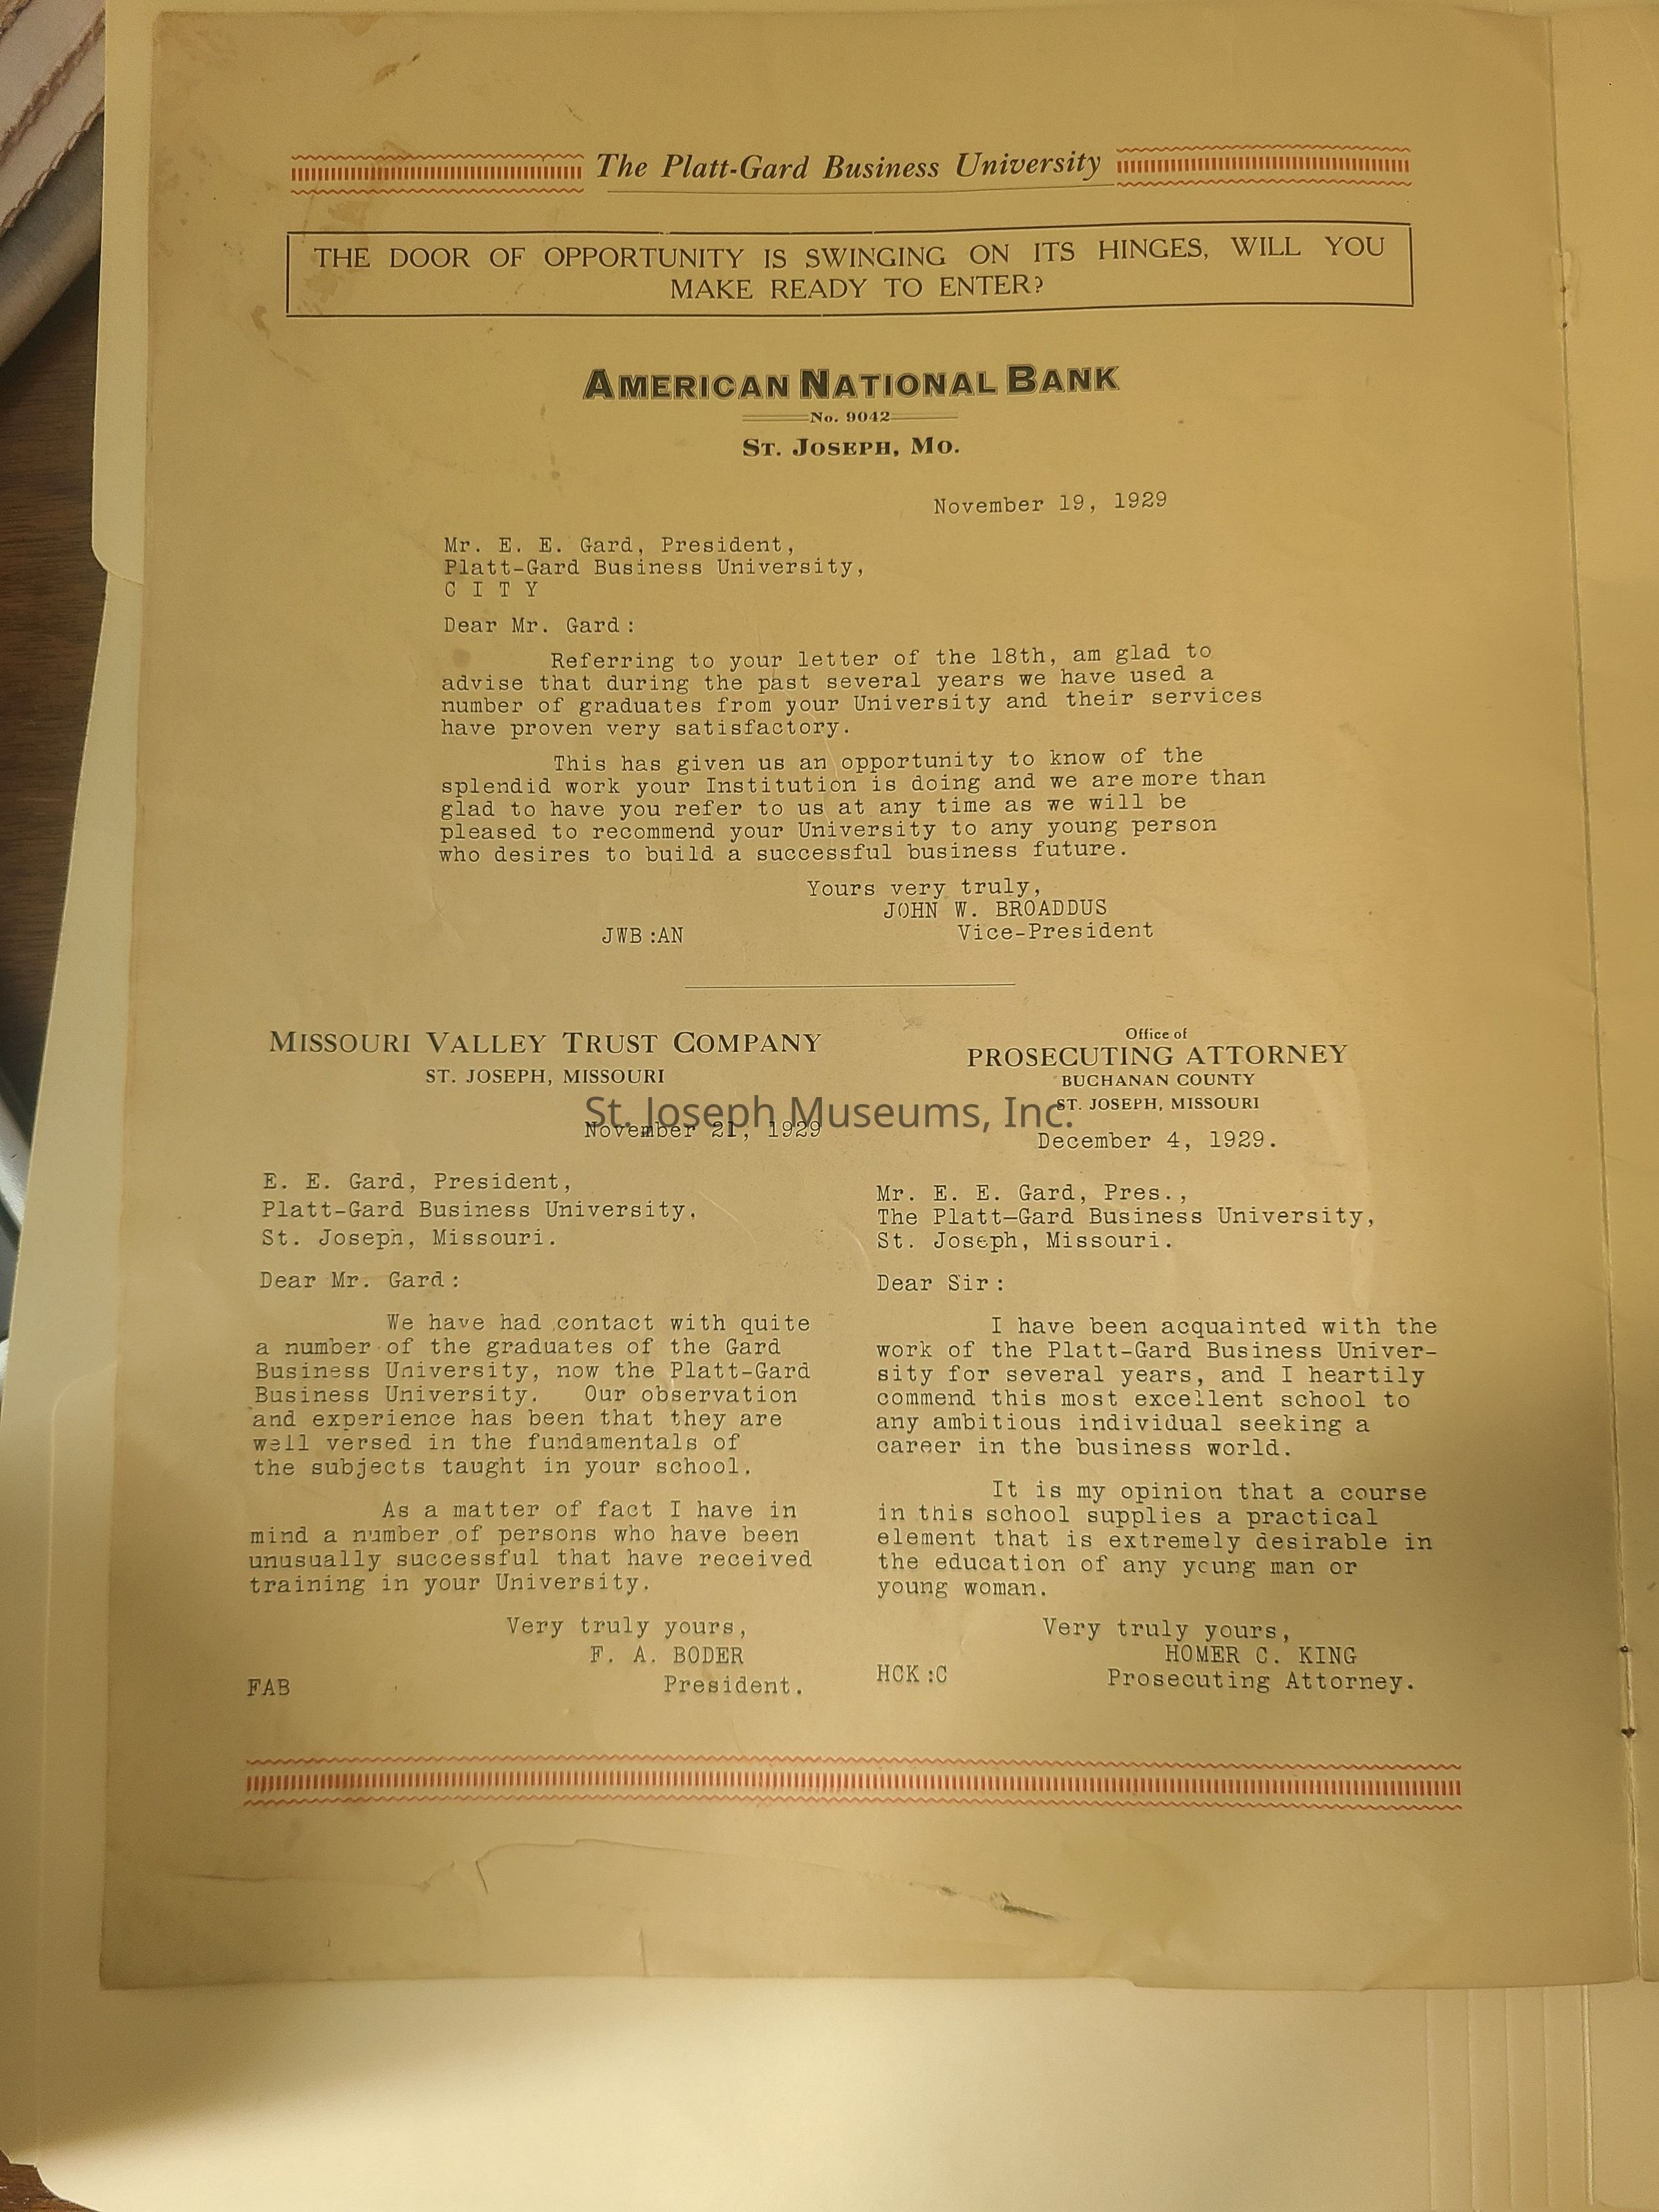 The Platt-Gard Business University
THE DOOR OF OPPORTUNITY IS SWINGING ON ITS HINGES, WILL YOU
MAKE READY TO ENTER?
AMERICAN NATIONAL BANK
No. 9042
ST. JOSEPH, MO.
November 19, 1929
Mr. E. E. Gard, President,
Platt-Gard Business University,
C I T Y
Dear Mr. Gard:
Referring to your letter of the 18th, am glad to
advise that during the past several years we have used a
number of graduates from your University and their services
have proven very satisfactory.
This has given us an opportunity to know of the
splendid work your Institution is doing and we are more than
glad to have you refer to us at any time as we will be
pleased to recommend your University to any young person
who desires to build a successful business future.
Yours very truly,
JOHN W. BROADDUS
JWB:AN Vice-President
MISSOURI VALLEY TRUST COMPANY
ST. JOSEPH, MISSOURI
November 21, 1929
E. E. Gard, President,
Platt-Gard Business University.
St. Joseph, Missouri.
Dear Mr. Gard:
We have had contact with quite
a number of the graduates of the Gard
Business University, now the Platt-Gard
Business University. Our observation
and experience has been that they are
well versed in the fundamentals of
the subjects taught in your school.
As a matter of fact I have in
mind a number of persons who have been
unusually successful that have received
training in your University.
Very truly yours,
F. A. BODER
FAB President.
Office of
PROSECUTING ATTORNEY
BUCHANAN COUNTY
ST. JOSEPH, MISSOURI
December 4, 1929.
Mr. E. E. Gard, Pres.,
The Platt-Gard Business University,
St. Joseph, Missouri.
Dear Sir:
I have been acquainted with the
work of the Platt-Gard Business Univer-
sity for several years, and I heartily
commend this most excellent school to
any ambitious individual seeking a
career in the business world.
It is my opinion that a course
in this school supplies a practical
element that is extremely desirable in
the education of any young man or
young woman.
Very truly yours,
HOMER C. KING
HCK:C Prosecuting Attorney.
St. Joseph Museums, Inc.